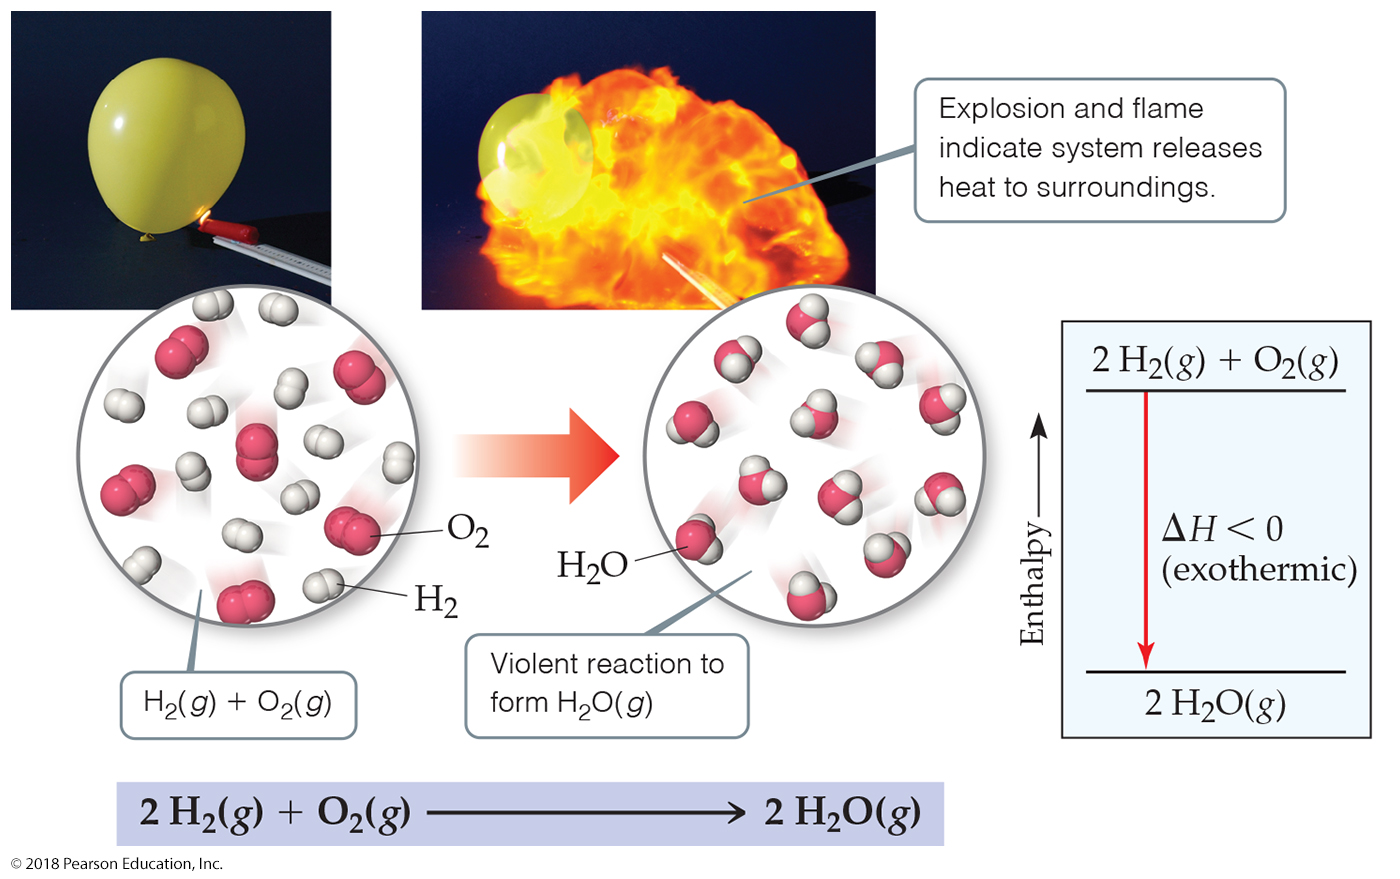 Explosion and flame
indicate system releases
heat to surroundings.
O₂
H₂
H₂(g) + O₂(g)
H₂O
Violent reaction to
form H₂O(g)
Enthalpy
2 H₂(g) + O₂(g)
ΔH < 0
(exothermic)
2 H₂O(g)
2 H₂(g) + O₂(g) ⟶ 2 H₂O(g)
© 2018 Pearson Education, Inc.